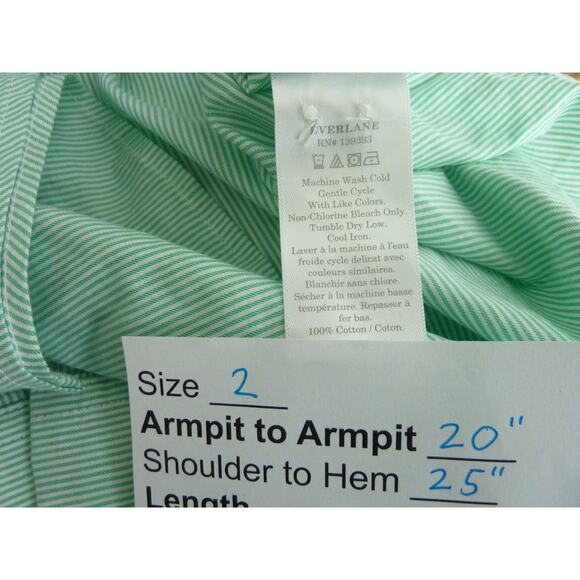 EVERLANE
RN# 139393
Machine Wash Cold
Gentle Cycle
With Like Colors.
Non-Chlorine Bleach Only.
Tumble Dry Low.
Cool Iron.
Laver à la machine à l'eau
froide cycle delicat avec
couleurs similaires.
Blanchir sans chlore.
Sécher à la machine basse
température. Repasser à
fer bas.
100% Cotton / Coton.
Size 2
Armpit to Armpit 20"
Shoulder to Hem 25"
Length